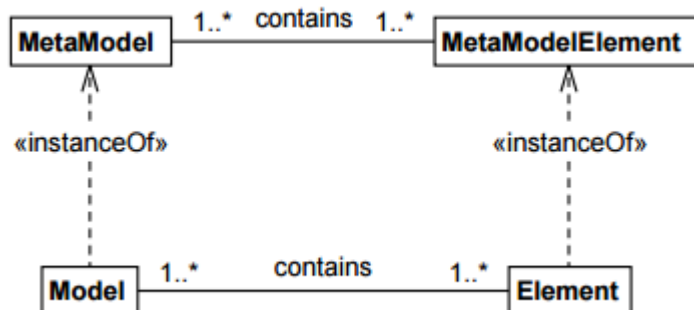 MetaModel 1..* contains 1..* MetaModelElement
«instanceOf» «instanceOf»
Model 1..* contains 1..* Element